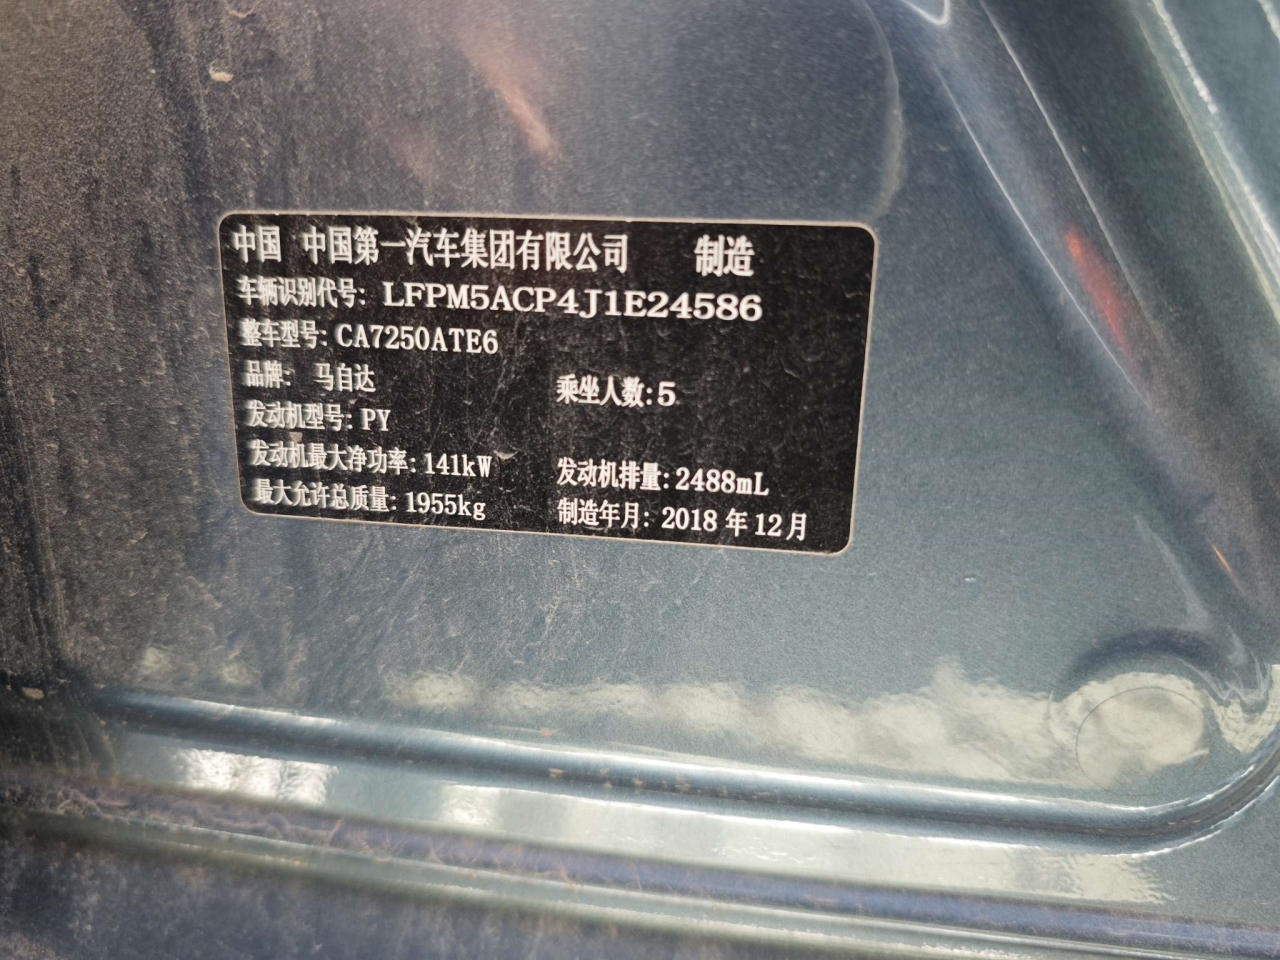 中国 中国第一汽车集团有限公司 制造
车辆识别代号: LFPM5ACP4J1E24586
整车型号: CA7250ATE6
品牌: 马自达 乘坐人数: 5
发动机型号: PY
发动机最大净功率: 141kW 发动机排量: 2488mL
最大允许总质量: 1955kg 制造年月: 2018 年 12 月